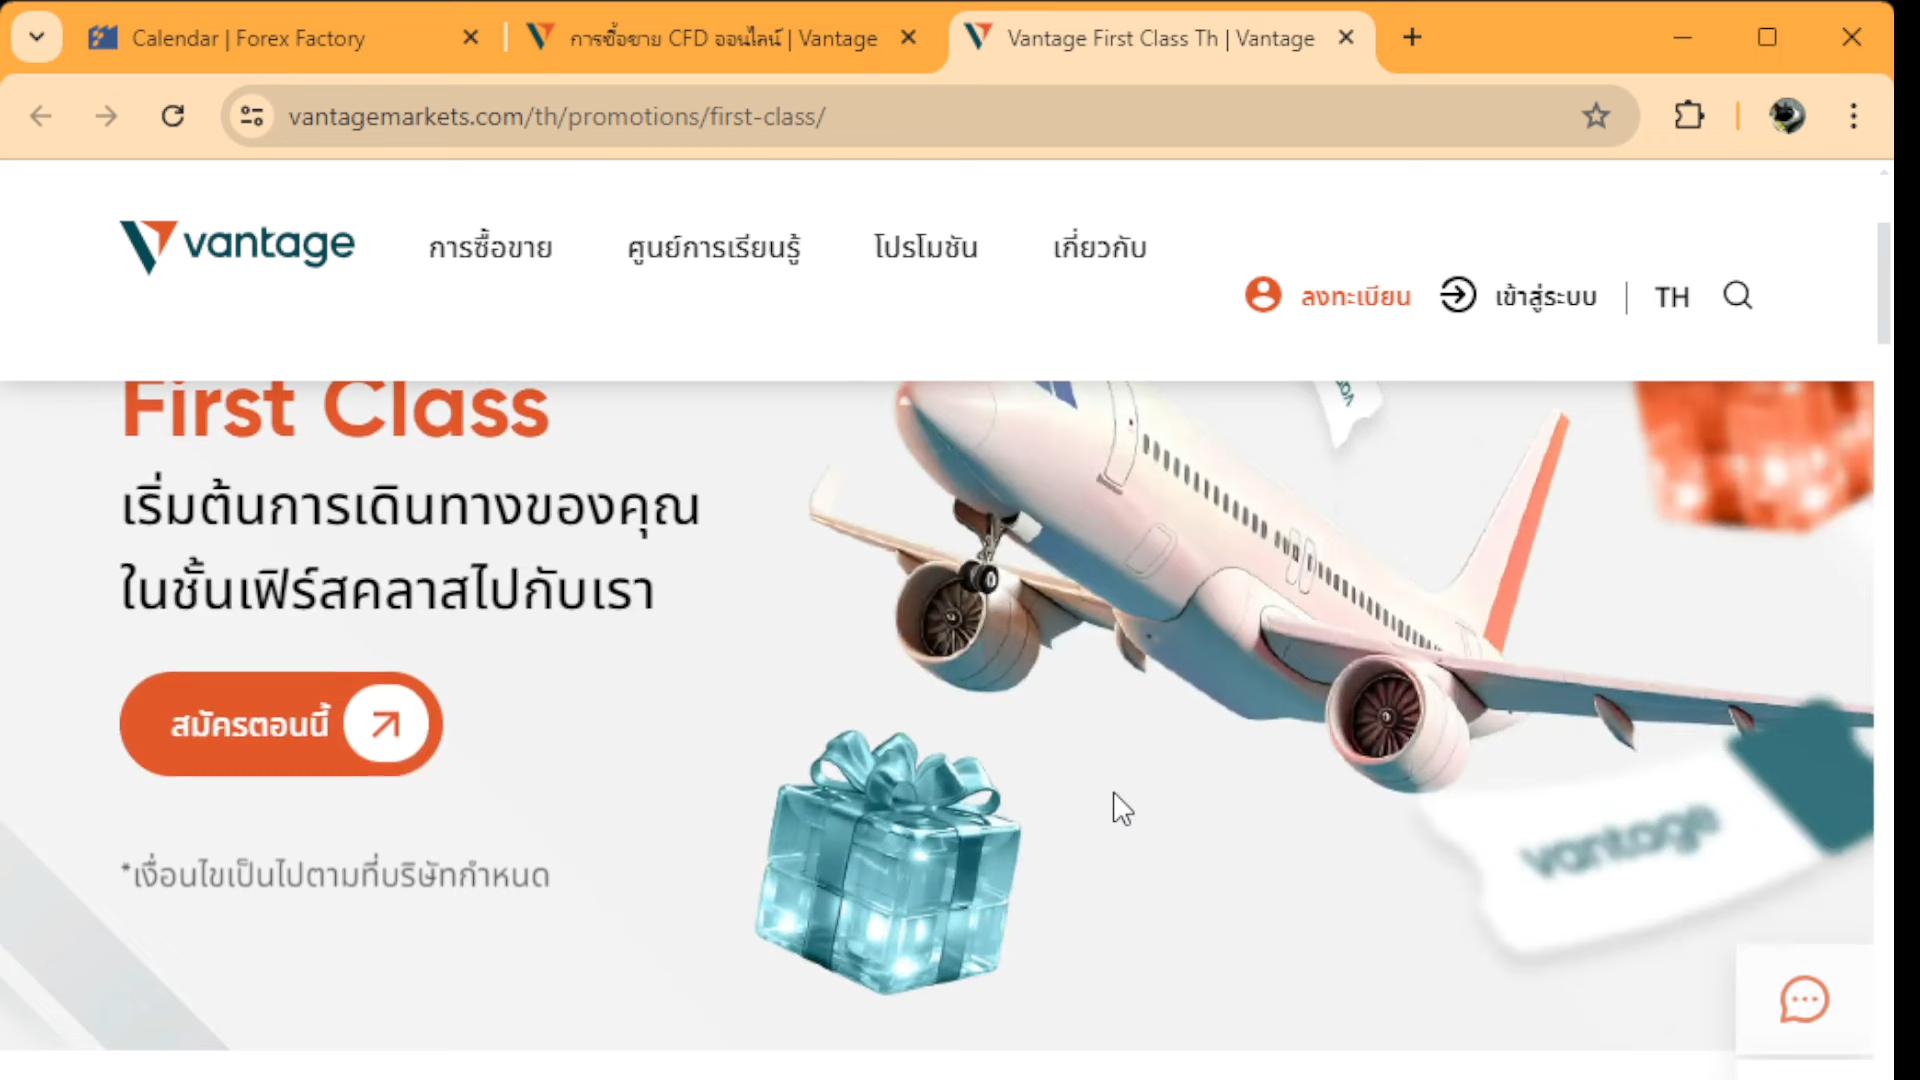 Calendar | Forex Factory
การซื้อขาย CFD ออนไลน์ | Vantage
Vantage First Class Th | Vantage
vantagemarkets.com/th/promotions/first-class/
vantage
การซื้อขาย
ศูนย์การเรียนรู้
โปรโมชัน
เกี่ยวกับ
ลงทะเบียน
เข้าสู่ระบบ
TH
First Class
เริ่มต้นการเดินทางของคุณ
ในชั้นเฟิร์สคลาสไปกับเรา
สมัครตอนนี้
*เงื่อนไขเป็นไปตามที่บริษัทกำหนด
vantage